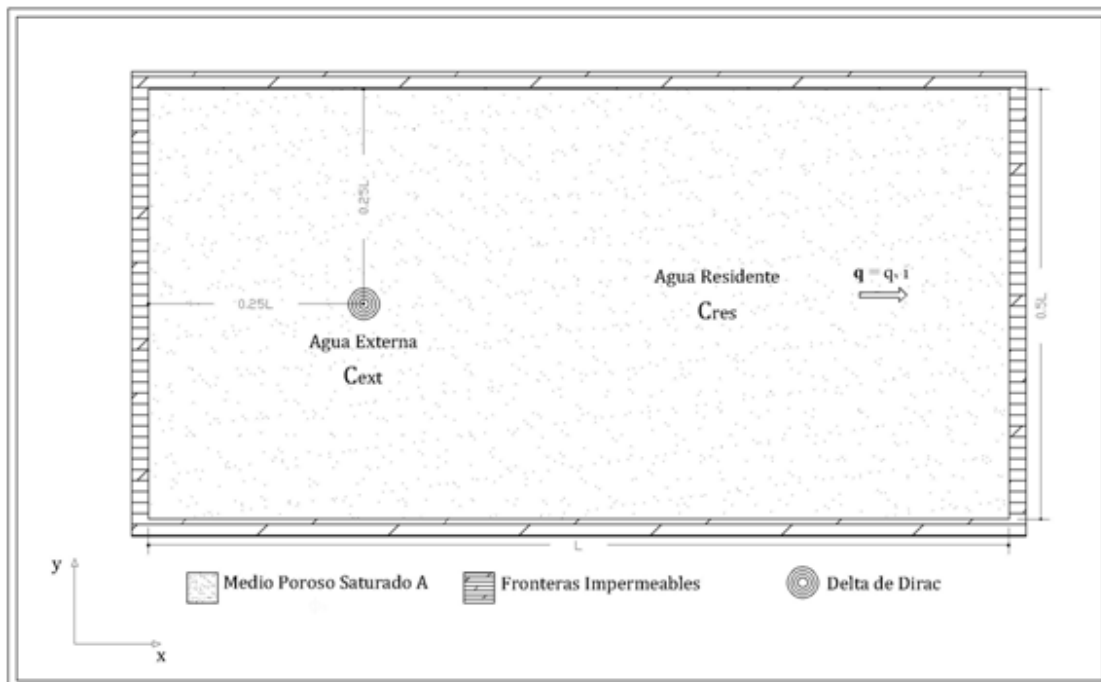 0.25L
0.25L
Agua Residente
Cres
q = qₓ i
Agua Externa
Cext
0.5L
L
y
x
Medio Poroso Saturado A
Fronteras Impermeables
Delta de Dirac